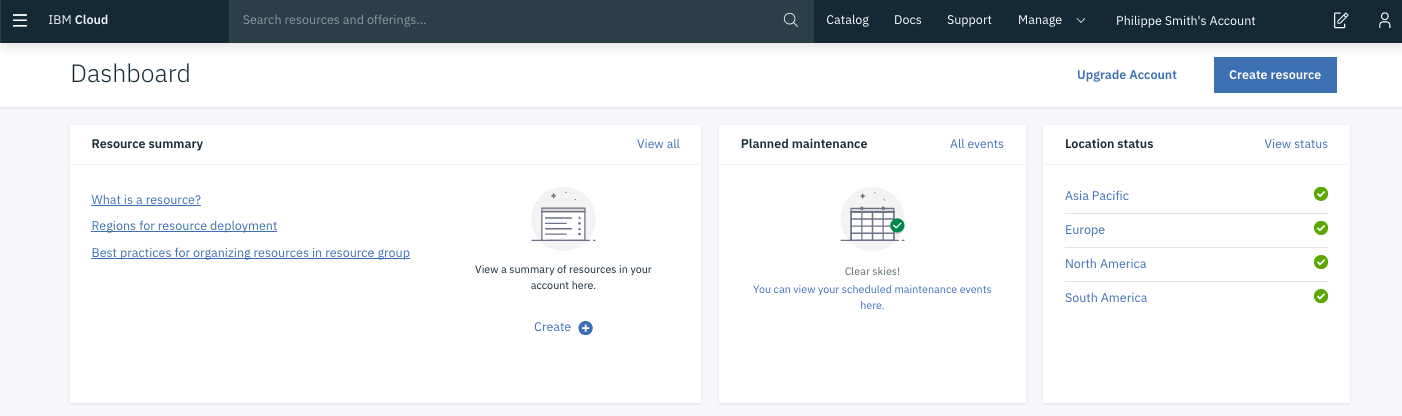 IBM Cloud
Search resources and offerings...
Catalog
Docs
Support
Manage
Philippe Smith's Account
Dashboard
Upgrade Account
Create resource
Resource summary
View all
What is a resource?
Regions for resource deployment
Best practices for organizing resources in resource group
View a summary of resources in your
account here.
Create
Planned maintenance
All events
Clear skies!
You can view your scheduled maintenance events
here.
Location status
View status
Asia Pacific
Europe
North America
South America